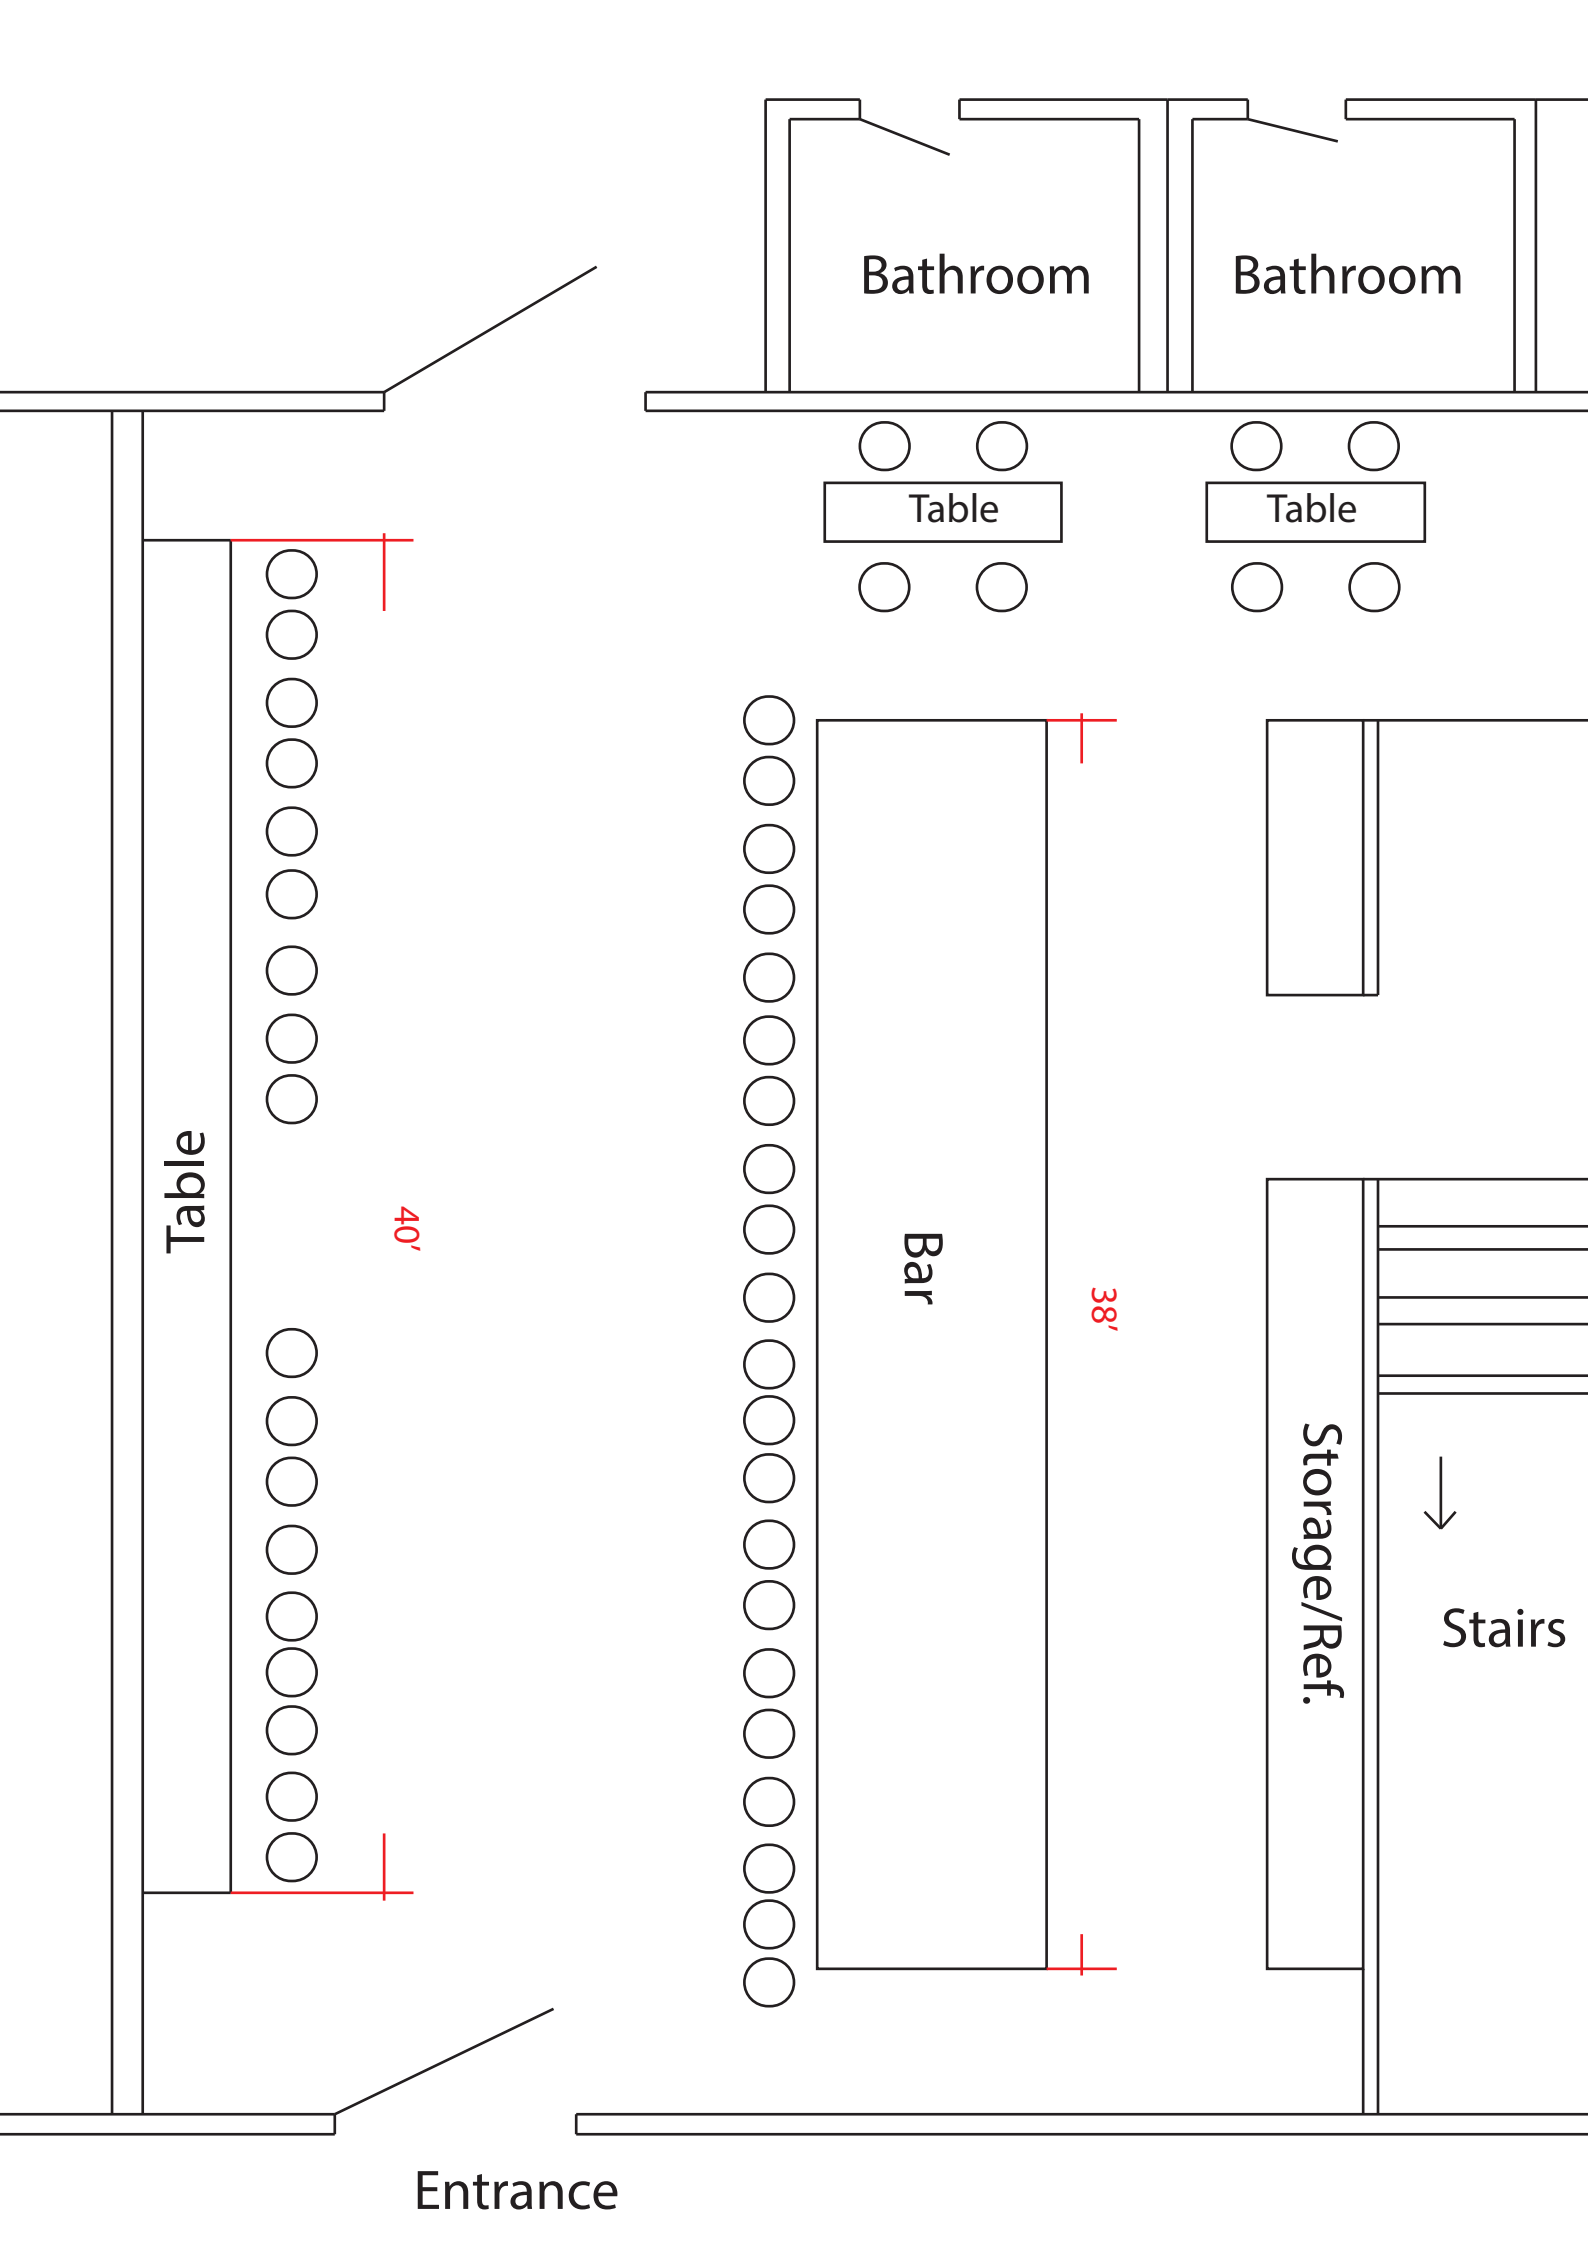 Bathroom
Bathroom
Table
Table
Table
40’
Bar
38’
Storage/Ref.
Stairs
Entrance